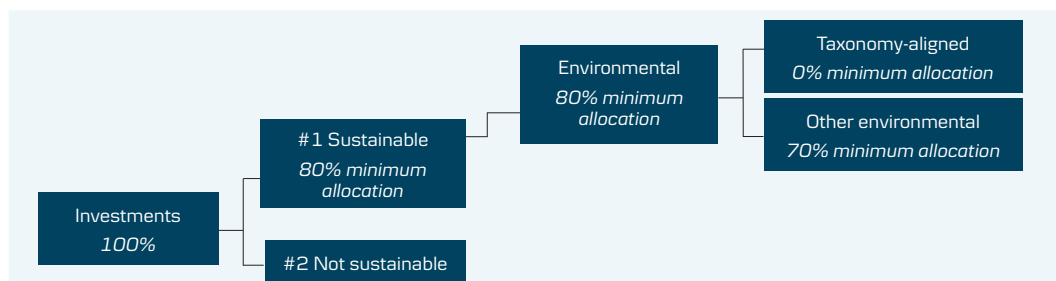 Taxonomy-aligned
0% minimum allocation
Environmental
80% minimum
allocation
Other environmental
70% minimum allocation
#1 Sustainable
80% minimum
allocation
Investments
100%
#2 Not sustainable